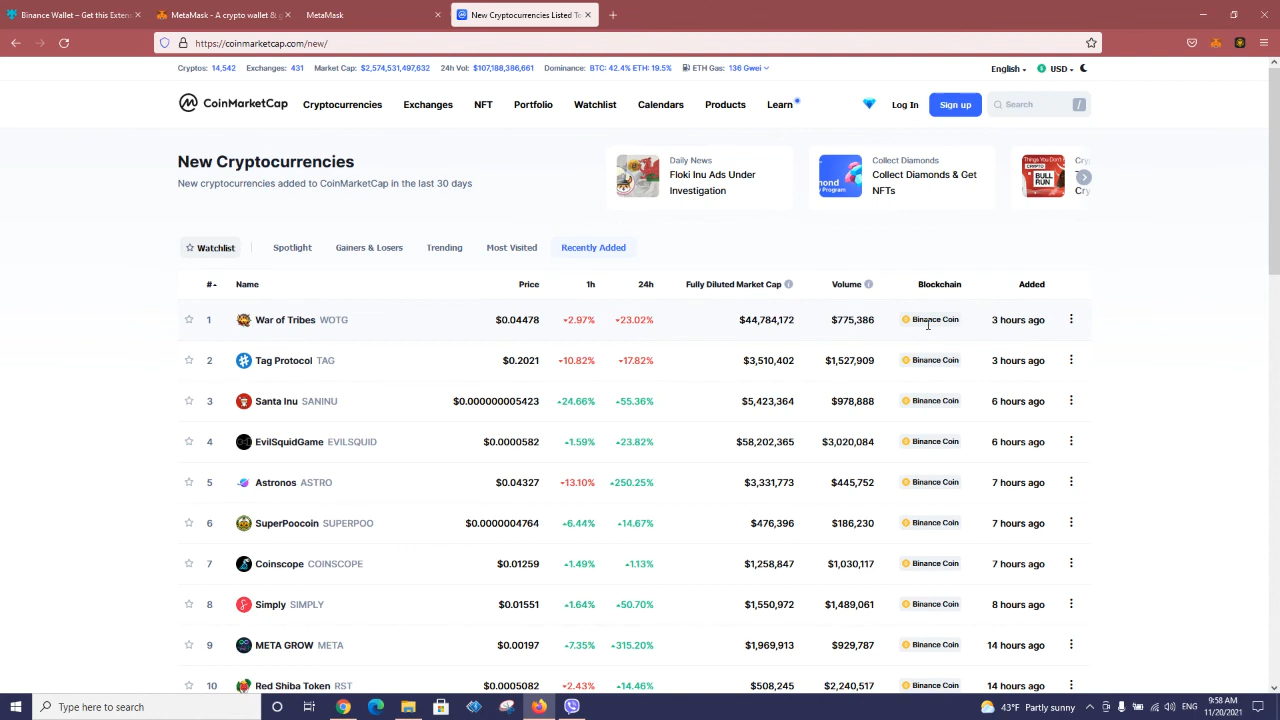 Binance Wallet – Get this Exten
MetaMask - A crypto wallet & g
MetaMask
New Cryptocurrencies Listed To
https://coinmarketcap.com/new/
Cryptos: 14,542 Exchanges: 431 Market Cap: $2,574,531,497,632 24h Vol: $107,188,386,661 Dominance: BTC: 42.4% ETH: 19.5% ETH Gas: 136 Gwei
English USD
CoinMarketCap Cryptocurrencies Exchanges NFT Portfolio Watchlist Calendars Products Learn Log In Sign up Search /
New Cryptocurrencies
New cryptocurrencies added to CoinMarketCap in the last 30 days
Daily News
Floki Inu Ads Under
Investigation
Collect Diamonds
Collect Diamonds & Get
NFTs
Watchlist Spotlight Gainers & Losers Trending Most Visited Recently Added
# Name Price 1h 24h Fully Diluted Market Cap Volume Blockchain Added
1 War of Tribes WOTG $0.04478 2.97% 23.02% $44,784,172 $775,386 Binance Coin 3 hours ago
2 Tag Protocol TAG $0.2021 10.82% 17.82% $3,510,402 $1,527,909 Binance Coin 3 hours ago
3 Santa Inu SANINU $0.000000005423 24.66% 55.36% $5,423,364 $978,888 Binance Coin 6 hours ago
4 EvilSquidGame EVILSQUID $0.0000582 1.59% 23.82% $58,202,365 $3,020,084 Binance Coin 6 hours ago
5 Astronos ASTRO $0.04327 13.10% 250.25% $3,331,773 $445,752 Binance Coin 7 hours ago
6 SuperPoocoin SUPERPOO $0.0000004764 6.44% 14.67% $476,396 $186,230 Binance Coin 7 hours ago
7 Coinscope COINSCOPE $0.01259 1.49% 1.13% $1,258,847 $1,030,117 Binance Coin 7 hours ago
8 Simply SIMPLY $0.01551 1.64% 50.70% $1,550,972 $1,489,061 Binance Coin 8 hours ago
9 META GROW META $0.00197 7.35% 315.20% $1,969,913 $929,787 Binance Coin 14 hours ago
10 Red Shiba Token RST $0.0005082 2.43% 14.46% $508,245 $2,240,517 Binance Coin 14 hours ago
Type here to search
43°F Partly sunny
9:58 AM
11/20/2021